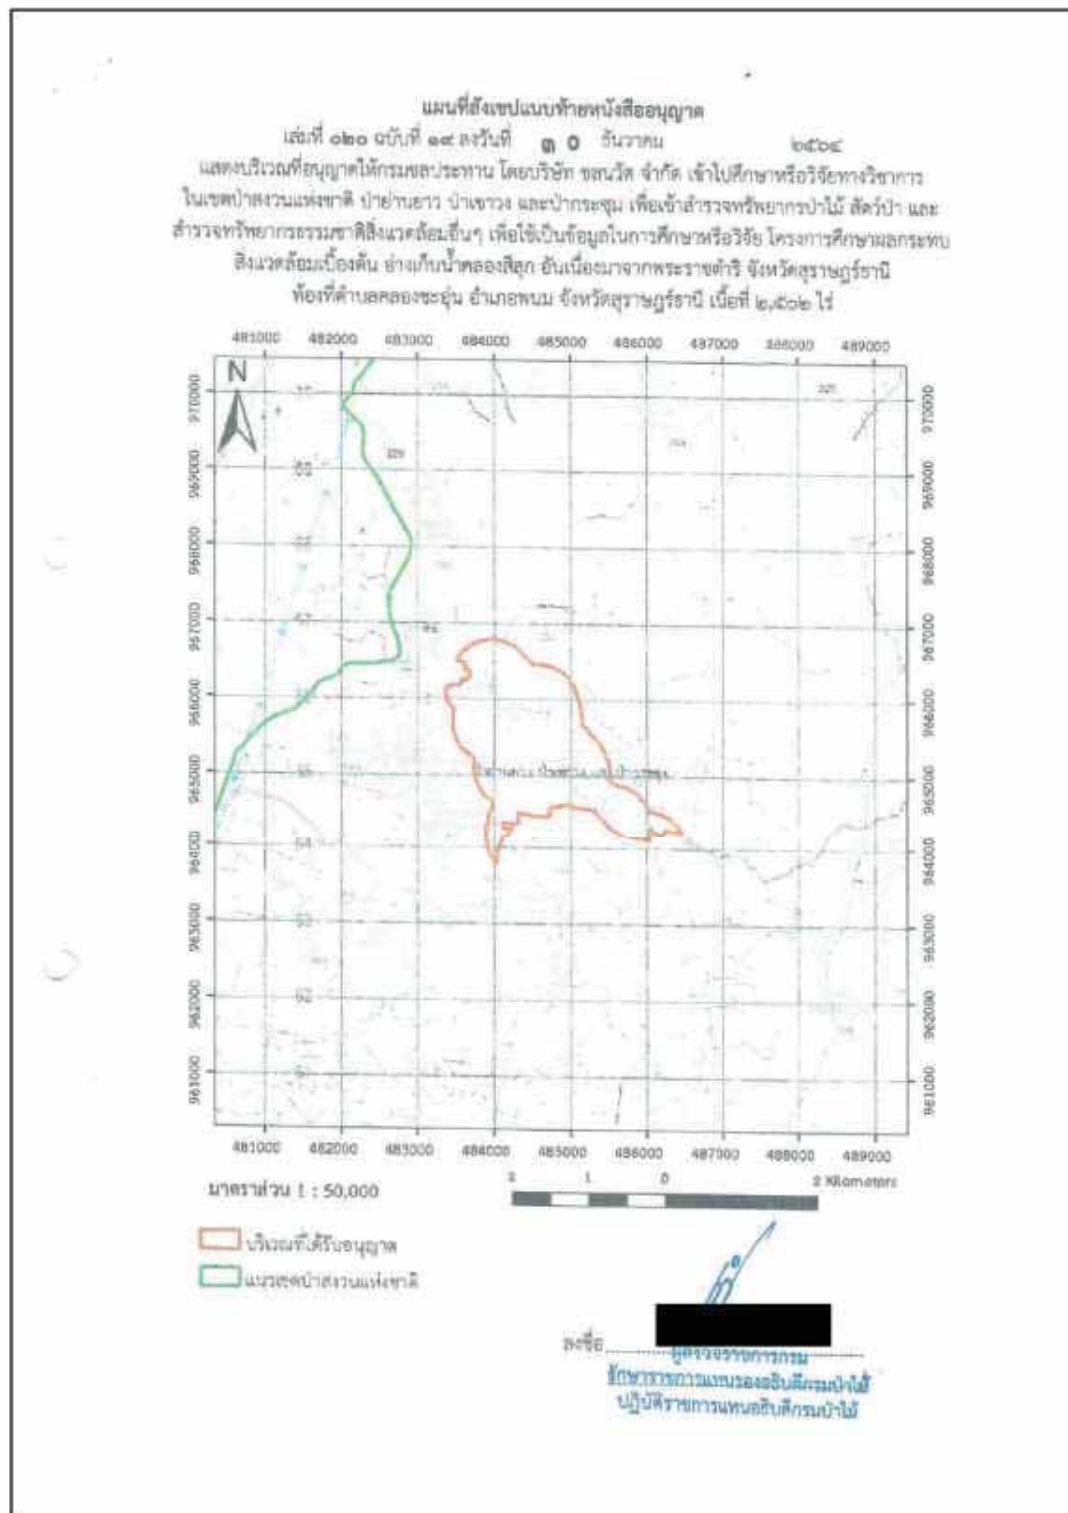 แผนที่สังเขปแนบท้ายหนังสืออนุญาต
เล่มที่ ๐๒๐ ฉบับที่ ๑๙ ลงวันที่ ๓๐ ธันวาคม ๒๕๖๔
แสดงบริเวณที่อนุญาตให้กรมชลประทาน โดยบริษัท ชลนวัต จำกัด เข้าไปศึกษาหรือวิจัยทางวิชาการ
ในเขตป่าสงวนแห่งชาติ ป่าย่านยาว ป่าเขาวง และป่ากระซุม เพื่อเข้าสำรวจทรัพยากรป่าไม้ สัตว์ป่า และ
สำรวจทรัพยากรธรรมชาติสิ่งแวดล้อมอื่นๆ เพื่อใช้เป็นข้อมูลในการศึกษาหรือวิจัย โครงการศึกษาผลกระทบ
สิ่งแวดล้อมเบื้องต้น อ่างเก็บน้ำคลองสีสุก อันเนื่องมาจากพระราชดำริ จังหวัดสุราษฎร์ธานี
ท้องที่ตำบลคลองชะอุ่น อำเภอพนม จังหวัดสุราษฎร์ธานี เนื้อที่ ๒,๕๐๒ ไร่
481000 482000 483000 484000 485000 486000 487000 488000 489000
N
970000 970000
969000 969000
968000 968000
967000 967000
966000 966000
965000 965000
964000 964000
963000 963000
962000 962000
961000 961000
481000 482000 483000 484000 485000 486000 487000 488000 489000
มาตราส่วน 1 : 50,000
2 1 0 2 Kilometers
บริเวณที่ได้รับอนุญาต
แนวเขตป่าสงวนแห่งชาติ
ลงชื่อ
ผู้ตรวจราชการกรม
รักษาราชการแทนรองอธิบดีกรมป่าไม้
ปฏิบัติราชการแทนอธิบดีกรมป่าไม้